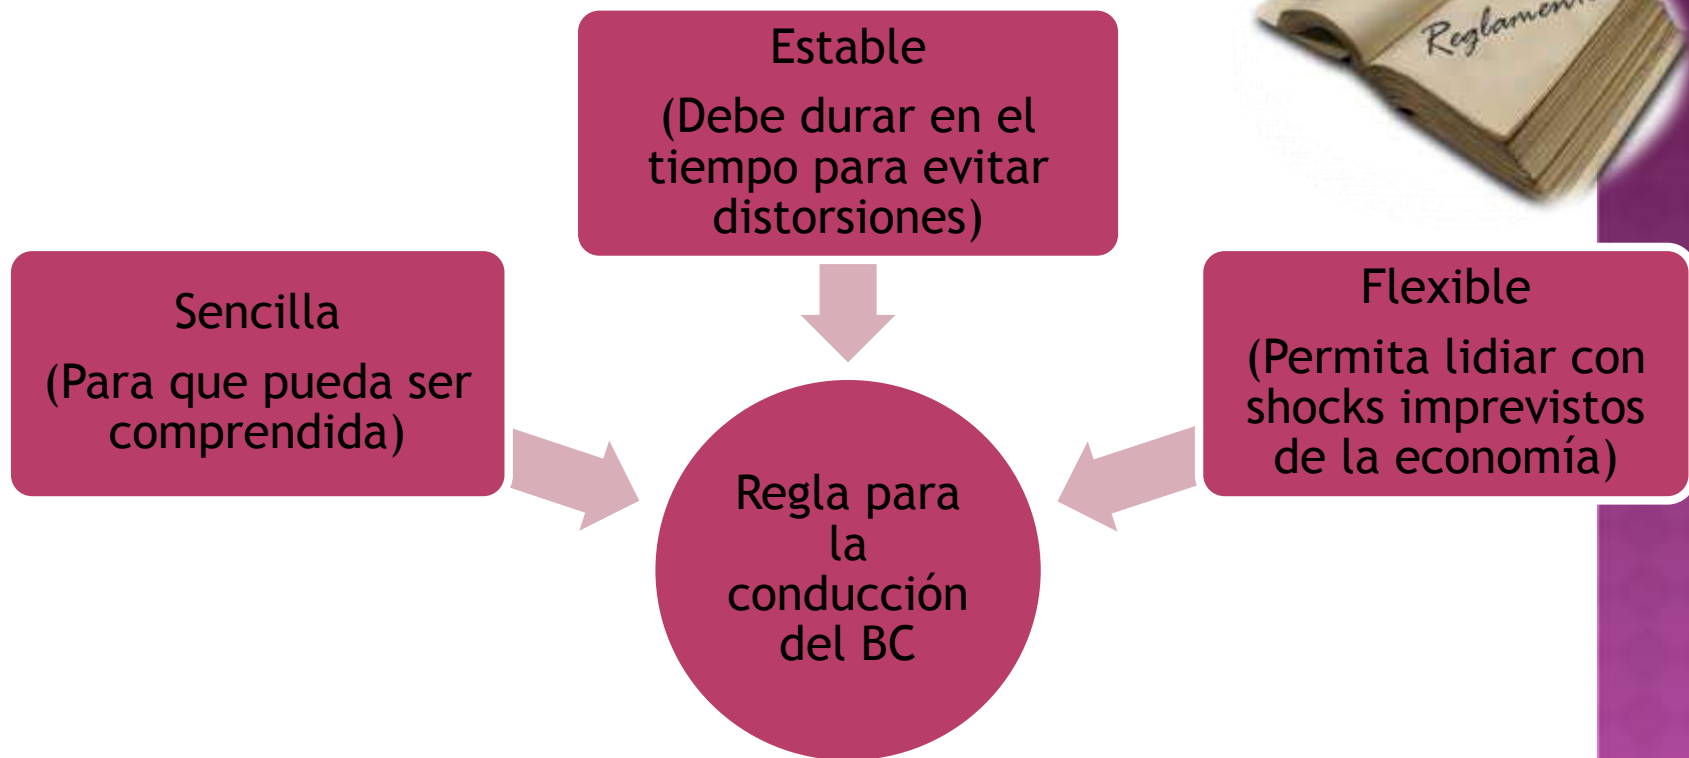 Estable
(Debe durar en el
tiempo para evitar
distorsiones)
Sencilla
(Para que pueda ser
comprendida)
Flexible
(Permita lidiar con
shocks imprevistos
de la economía)
Regla para
la
conducción
del BC